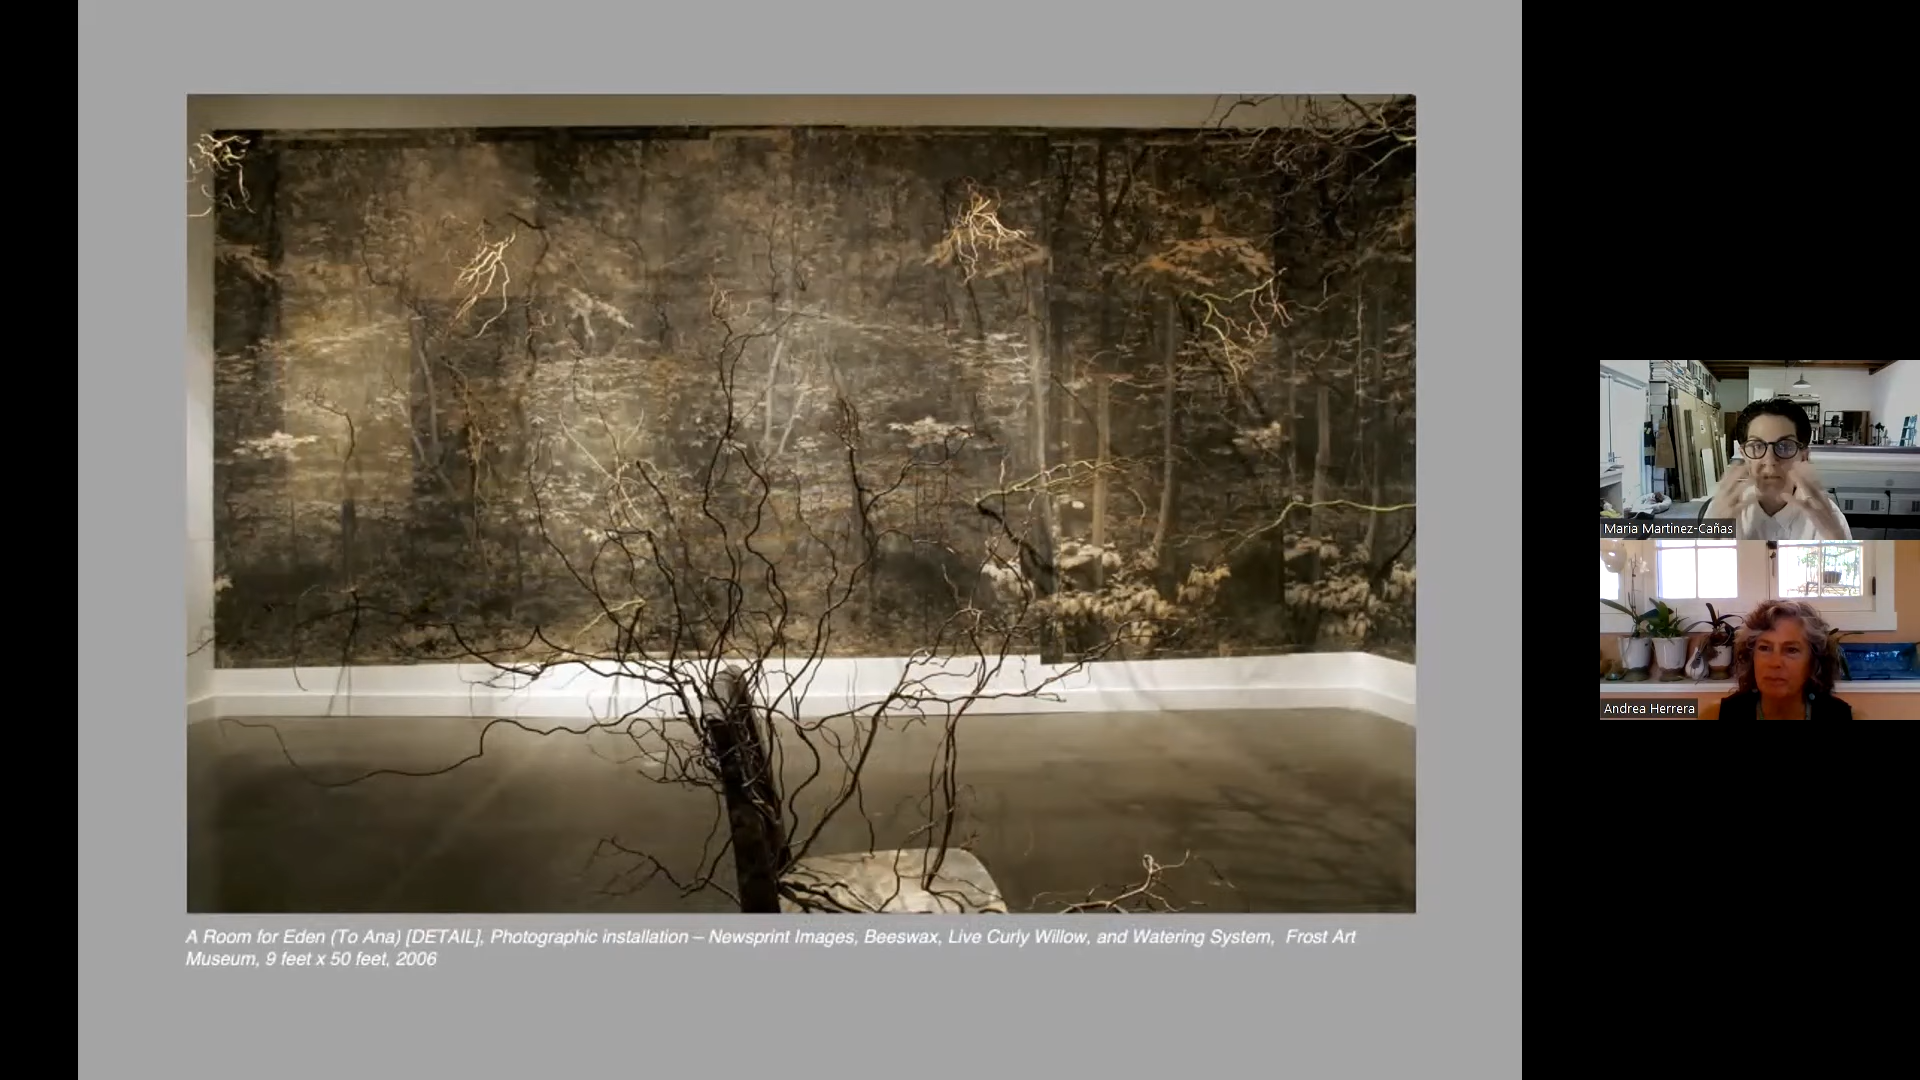 A Room for Eden (To Ana) [DETAIL], Photographic installation – Newsprint Images, Beeswax, Live Curly Willow, and Watering System, Frost Art
Museum, 9 feet x 50 feet, 2006
Maria Martinez-Cañas
Andrea Herrera